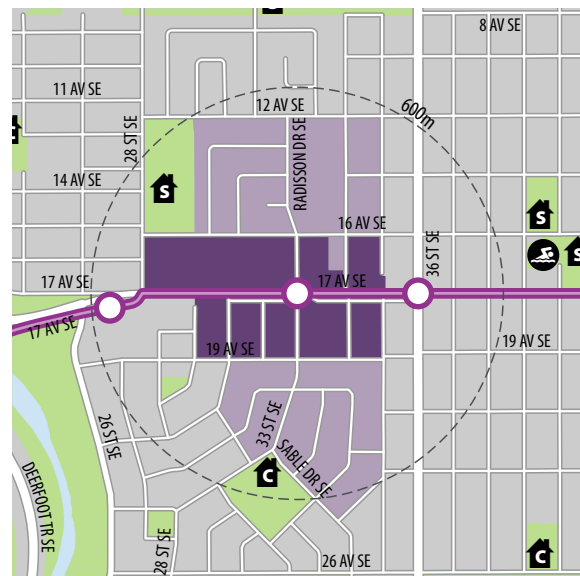 C
8 AV SE
11 AV SE
12 AV SE
600m
28 ST SE
RADISSON DR SE
14 AV SE
S
S
16 AV SE
36 ST SE
S
17 AV SE
17 AV SE
17 AV SE
19 AV SE
19 AV SE
26 ST SE
33 ST SE
SABLE DR SE
C
DEERFOOT TR SE
28 ST SE
26 AV SE
C